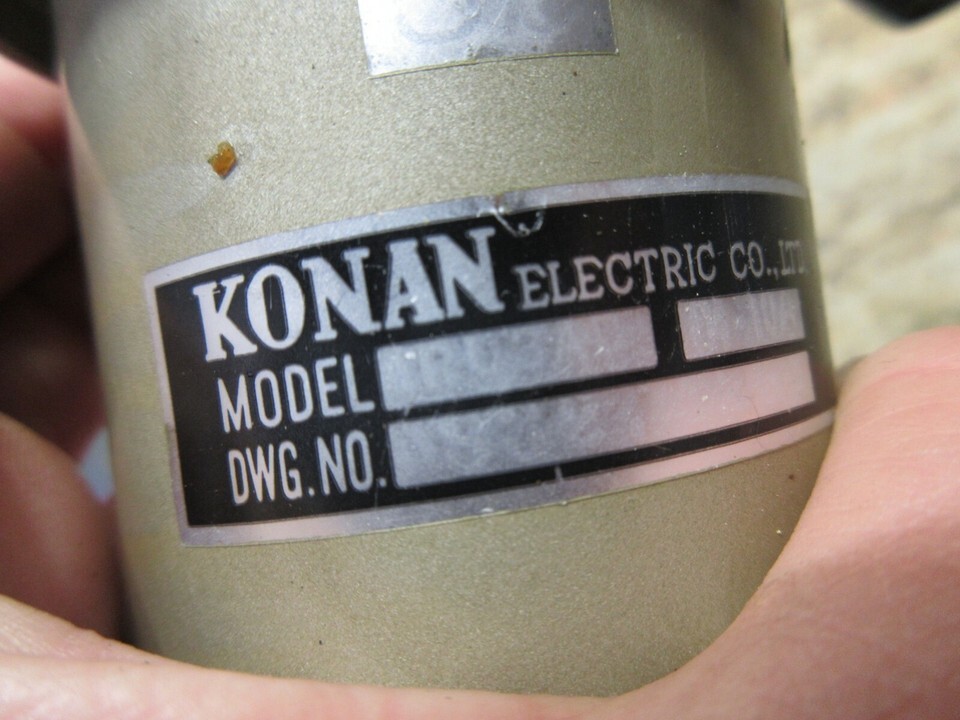 KONAN ELECTRIC CO., LTD.
MODEL
DWG. NO.